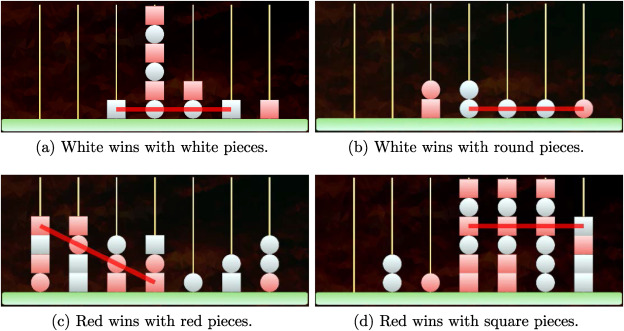 (a) White wins with white pieces.
(b) White wins with round pieces.
(c) Red wins with red pieces.
(d) Red wins with square pieces.